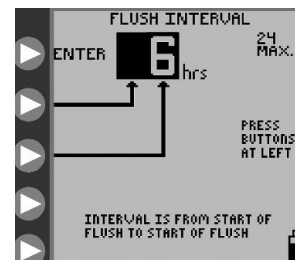 FLUSH INTERVAL
24
MAX.
ENTER 6 hrs
PRESS
BUTTONS
AT LEFT
INTERVAL IS FROM START OF
FLUSH TO START OF FLUSH